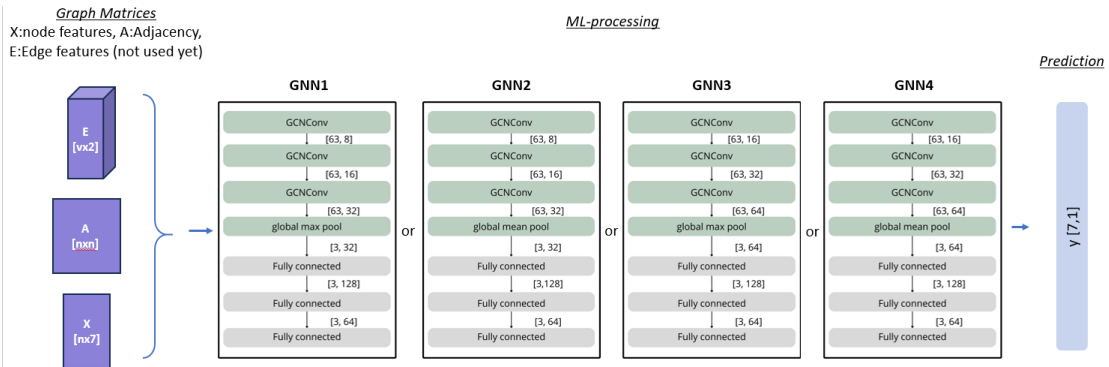 Graph Matrices
X:node features, A:Adjacency,
E:Edge features (not used yet)
E
[vx2]
A
[nxn]
X
[nx7]
ML-processing
GNN1
GCNConv
[63, 8]
GCNConv
[63, 16]
GCNConv
[63, 32]
global max pool
[3, 32]
Fully connected
[3, 128]
Fully connected
[3, 64]
Fully connected
or
GNN2
GCNConv
[63, 8]
GCNConv
[63, 16]
GCNConv
[63, 32]
global mean pool
[3, 32]
Fully connected
[3,128]
Fully connected
[3, 64]
Fully connected
or
GNN3
GCNConv
[63, 16]
GCNConv
[63, 32]
GCNConv
[63, 64]
global max pool
[3, 64]
Fully connected
[3, 128]
Fully connected
[3, 64]
Fully connected
or
GNN4
GCNConv
[63, 16]
GCNConv
[63, 32]
GCNConv
[63, 64]
global mean pool
[3, 64]
Fully connected
[3, 128]
Fully connected
[3, 64]
Fully connected
Prediction
y [7,1]